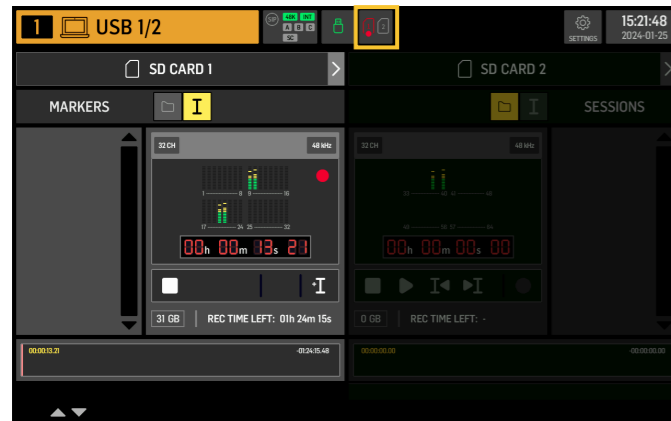 1 USB 1/2 SRP 48K INT A B C SC 2 SETTINGS 15:21:48
2024-01-25
SD CARD 1 > SD CARD 2 >
MARKERS SESSIONS
32 CH 48 kHz 32 CH 48 kHz
1 8 9 16
17 24 25 32
00h 00m 13s 21 00h 00m 00s 00
31 GB REC TIME LEFT: 01h 24m 15s 0 GB REC TIME LEFT: -
00:00:13.21 -01:24:15.48 00:00:00.00 -00:00:00.00